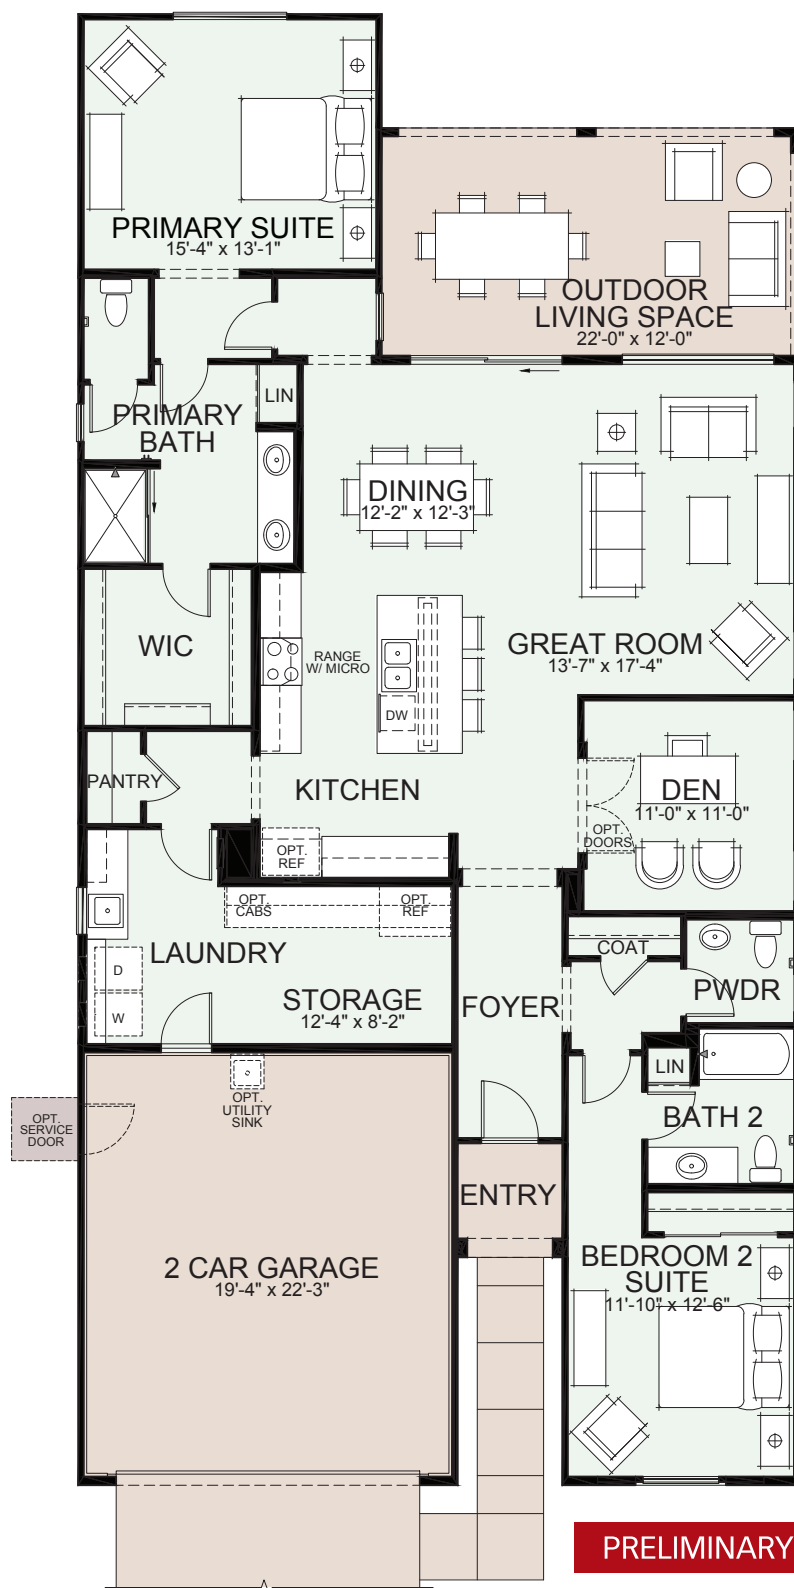 PRIMARY SUITE
15'-4" x 13'-1"
OUTDOOR
LIVING SPACE
22'-0" x 12'-0"
LIN
PRIMARY
BATH
DINING
12'-2" x 12'-3"
WIC
RANGE
W/ MICRO
GREAT ROOM
13'-7" x 17'-4"
DW
PANTRY
KITCHEN
DEN
11'-0" x 11'-0"
OPT.
DOORS
OPT.
REF
OPT.
CABS
OPT.
REF
LAUNDRY
COAT
D
W
STORAGE
12'-4" x 8'-2"
FOYER
PWDR
LIN
OPT.
UTILITY
SINK
OPT.
SERVICE
DOOR
BATH 2
ENTRY
2 CAR GARAGE
19'-4" x 22'-3"
BEDROOM 2
SUITE
11'-10" x 12'-6"
PRELIMINARY